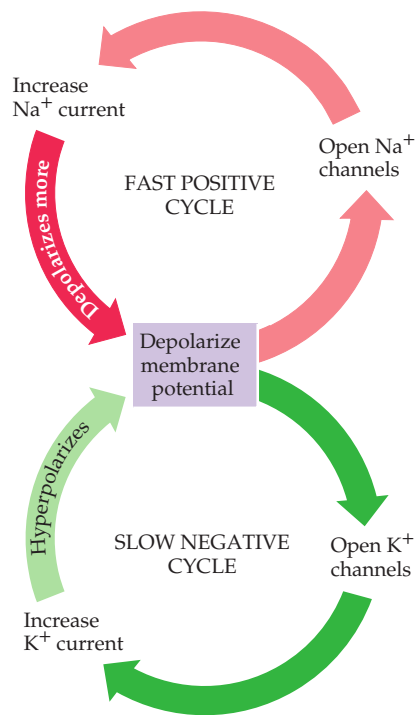 Increase
Na⁺ current
Open Na⁺
channels
FAST POSITIVE
CYCLE
Depolarizes more
Depolarize
membrane
potential
Hyperpolarizes
SLOW NEGATIVE
CYCLE
Open K⁺
channels
Increase
K⁺ current